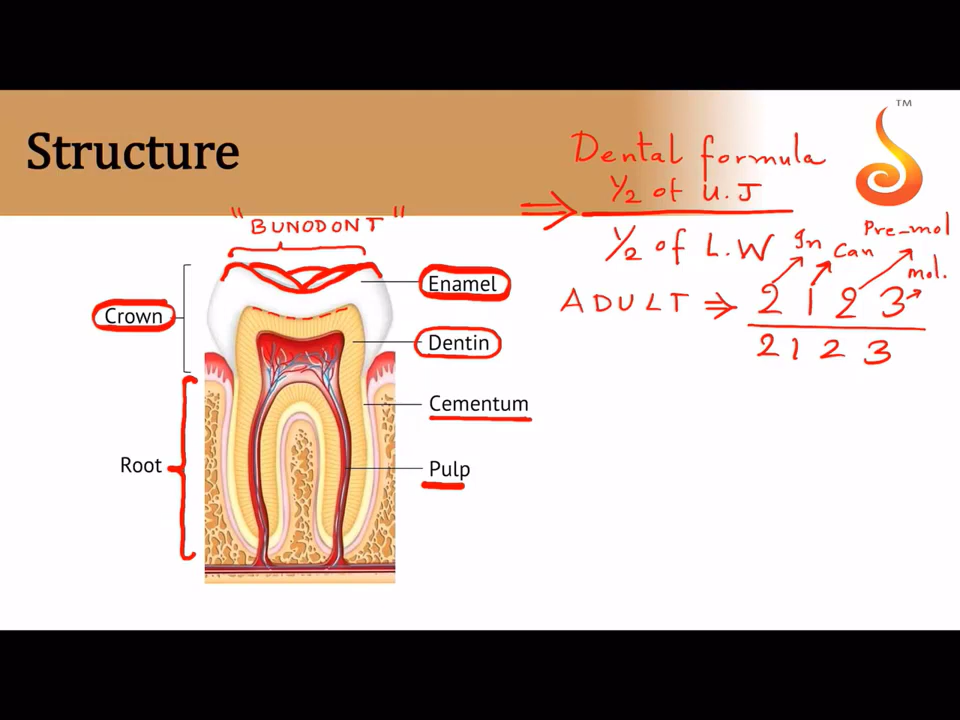 TM
Structure
Dental formula
1/2 of U.J
1/2 of L.W
"BUNODONT"
In
Can
Pre-mol
mol.
ADULT ⇒ 2 1 2 3
2 1 2 3
Enamel
Crown
Dentin
Cementum
Root
Pulp